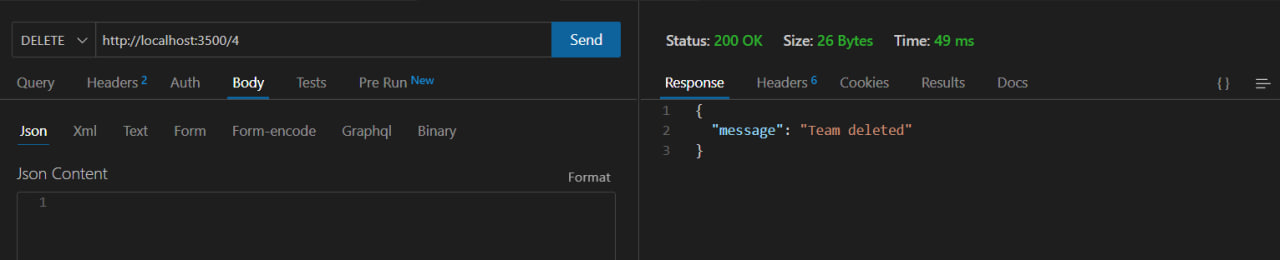 DELETE http://localhost:3500/4 Send
Query Headers 2 Auth Body Tests Pre Run New
Json Xml Text Form Form-encode Graphql Binary
Json Content Format
1
Status: 200 OK Size: 26 Bytes Time: 49 ms
Response Headers 6 Cookies Results Docs { }
1 {
2 "message": "Team deleted"
3 }